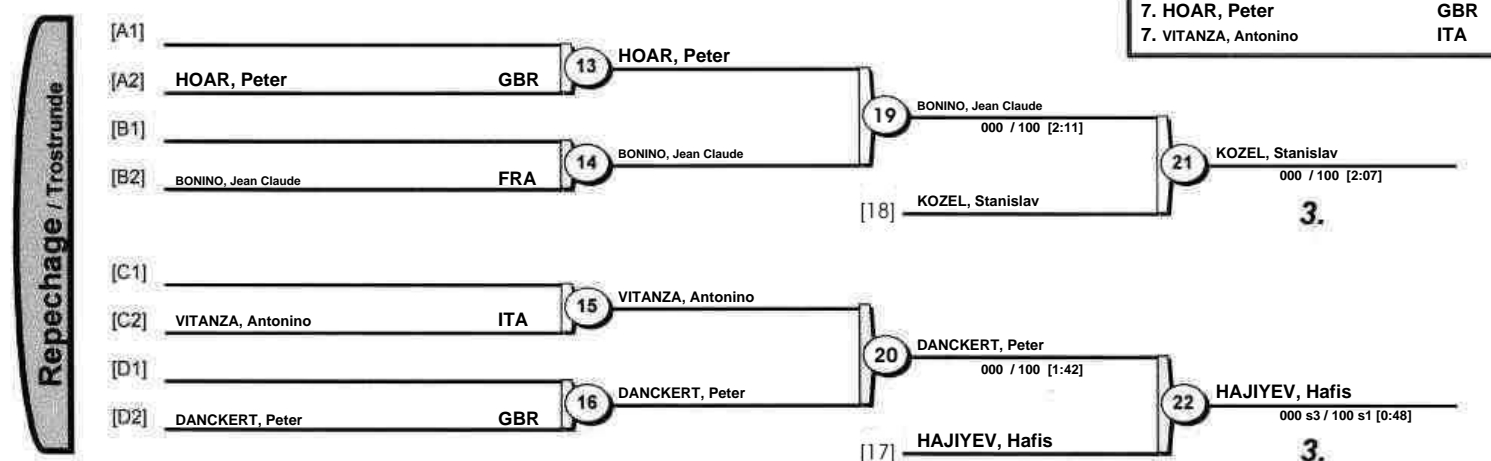 7. HOAR, Peter GBR
7. VITANZA, Antonino ITA
Repechage / Trostrunde
[A1]
[A2] HOAR, Peter GBR
13
HOAR, Peter
[B1]
[B2] BONINO, Jean Claude FRA
14
BONINO, Jean Claude
19
BONINO, Jean Claude
000 / 100 [2:11]
[18] KOZEL, Stanislav
21
KOZEL, Stanislav
000 / 100 [2:07]
3.
[C1]
[C2] VITANZA, Antonino ITA
15
VITANZA, Antonino
[D1]
[D2] DANCKERT, Peter GBR
16
DANCKERT, Peter
20
DANCKERT, Peter
000 / 100 [1:42]
[17] HAJIYEV, Hafis
22
HAJIYEV, Hafis
000 s3 / 100 s1 [0:48]
3.